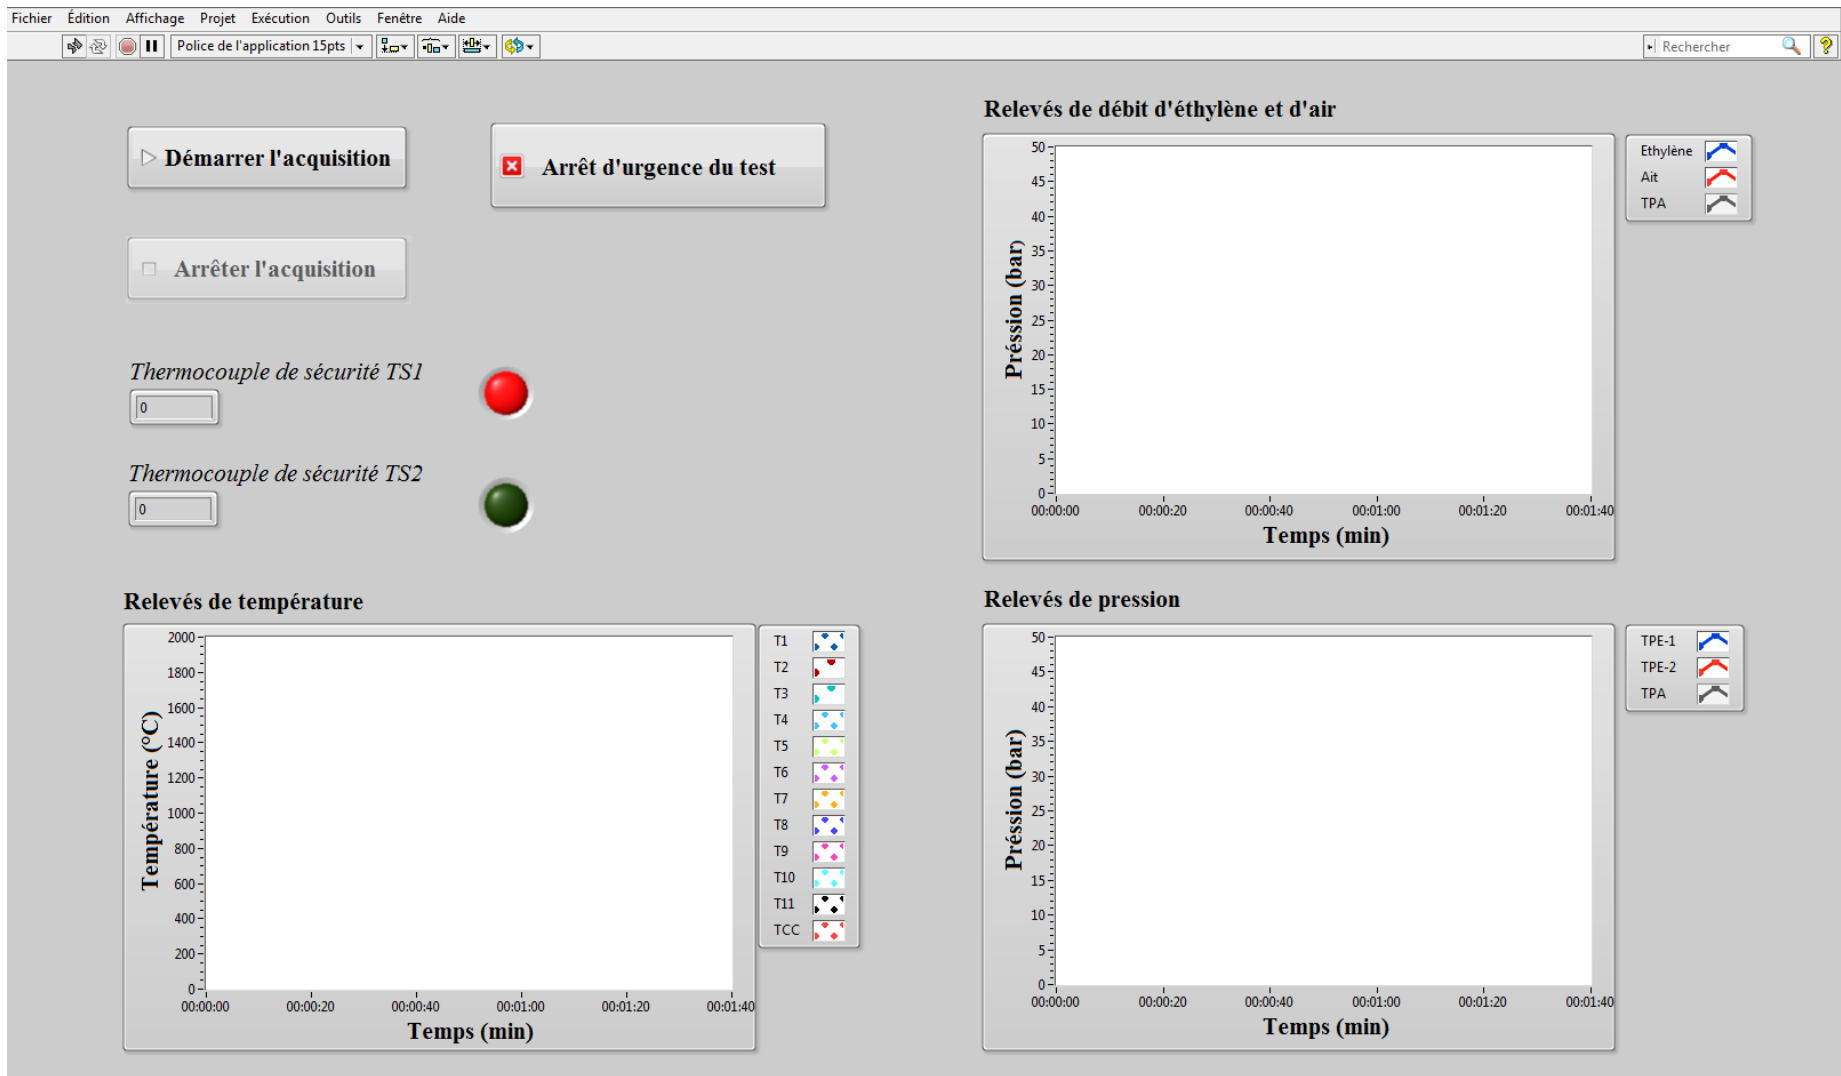 Fichier Édition Affichage Projet Exécution Outils Fenêtre Aide
Police de l'application 15pts
Rechercher
?
Démarrer l'acquisition
Arrêt d'urgence du test
Arrêter l'acquisition
Thermocouple de sécurité TS1
0
Thermocouple de sécurité TS2
0
Relevés de débit d'éthylène et d'air
Préssion (bar)
50
45
40
35
30
25
20
15
10
5
0
00:00:00 00:00:20 00:00:40 00:01:00 00:01:20 00:01:40
Temps (min)
Ethylène
Ait
TPA
Relevés de température
Température (°C)
2000
1800
1600
1400
1200
1000
800
600
400
200
0
00:00:00 00:00:20 00:00:40 00:01:00 00:01:20 00:01:40
Temps (min)
T1
T2
T3
T4
T5
T6
T7
T8
T9
T10
T11
TCC
Relevés de pression
Préssion (bar)
50
45
40
35
30
25
20
15
10
5
0
00:00:00 00:00:20 00:00:40 00:01:00 00:01:20 00:01:40
Temps (min)
TPE-1
TPE-2
TPA